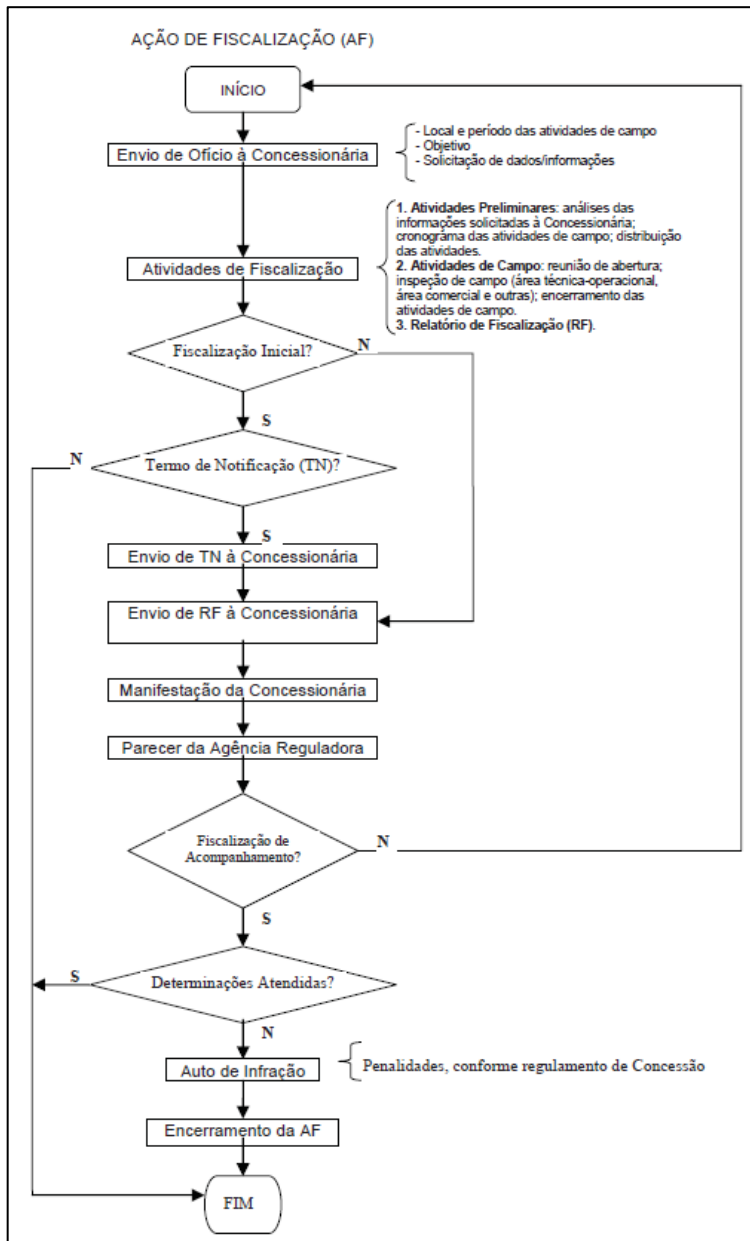 AÇÃO DE FISCALIZAÇÃO (AF)
INÍCIO
Envio de Ofício à Concessionária
- Local e período das atividades de campo
- Objetivo
- Solicitação de dados/informações
Atividades de Fiscalização
1. Atividades Preliminares: análises das
informações solicitadas à Concessionária;
cronograma das atividades de campo; distribuição
das atividades.
2. Atividades de Campo: reunião de abertura;
inspeção de campo (área técnica-operacional,
área comercial e outras); encerramento das
atividades de campo.
3. Relatório de Fiscalização (RF).
Fiscalização Inicial?
N
S
N
Termo de Notificação (TN)?
S
Envio de TN à Concessionária
Envio de RF à Concessionária
Manifestação da Concessionária
Parecer da Agência Reguladora
Fiscalização de
Acompanhamento?
N
S
S
Determinações Atendidas?
N
Auto de Infração
Penalidades, conforme regulamento de Concessão
Encerramento da AF
FIM